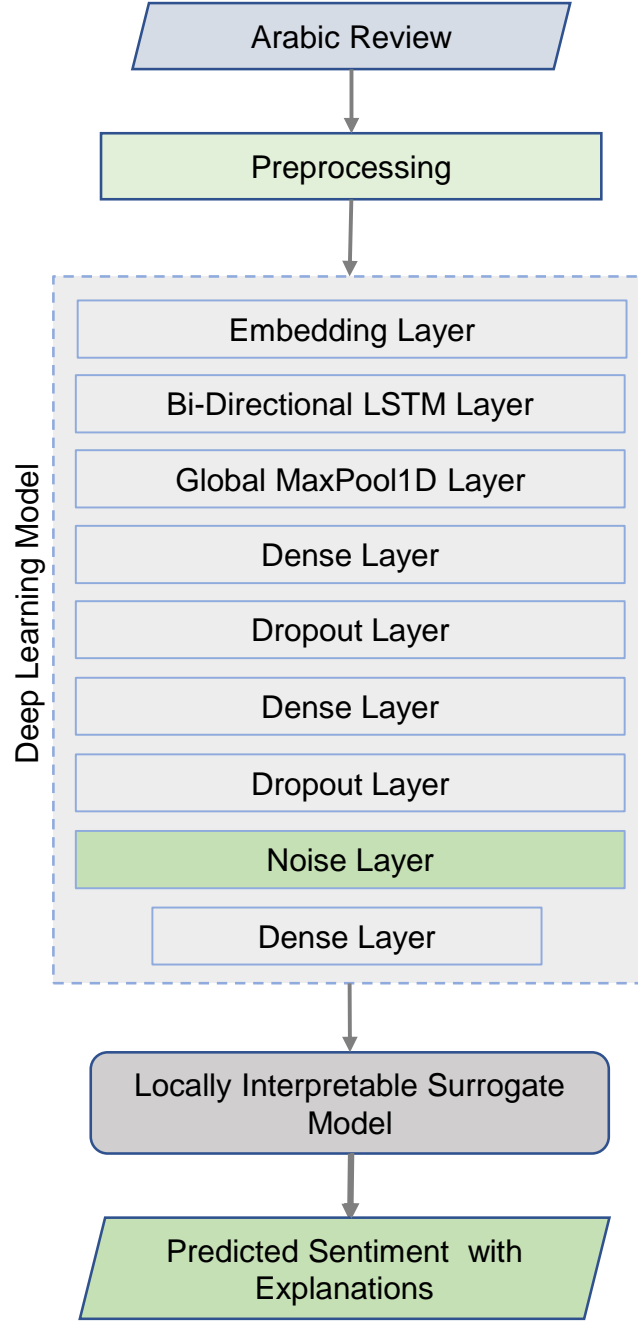 Arabic Review
Preprocessing
Deep Learning Model
Embedding Layer
Bi-Directional LSTM Layer
Global MaxPool1D Layer
Dense Layer
Dropout Layer
Dense Layer
Dropout Layer
Noise Layer
Dense Layer
Locally Interpretable Surrogate
Model
Predicted Sentiment with
Explanations